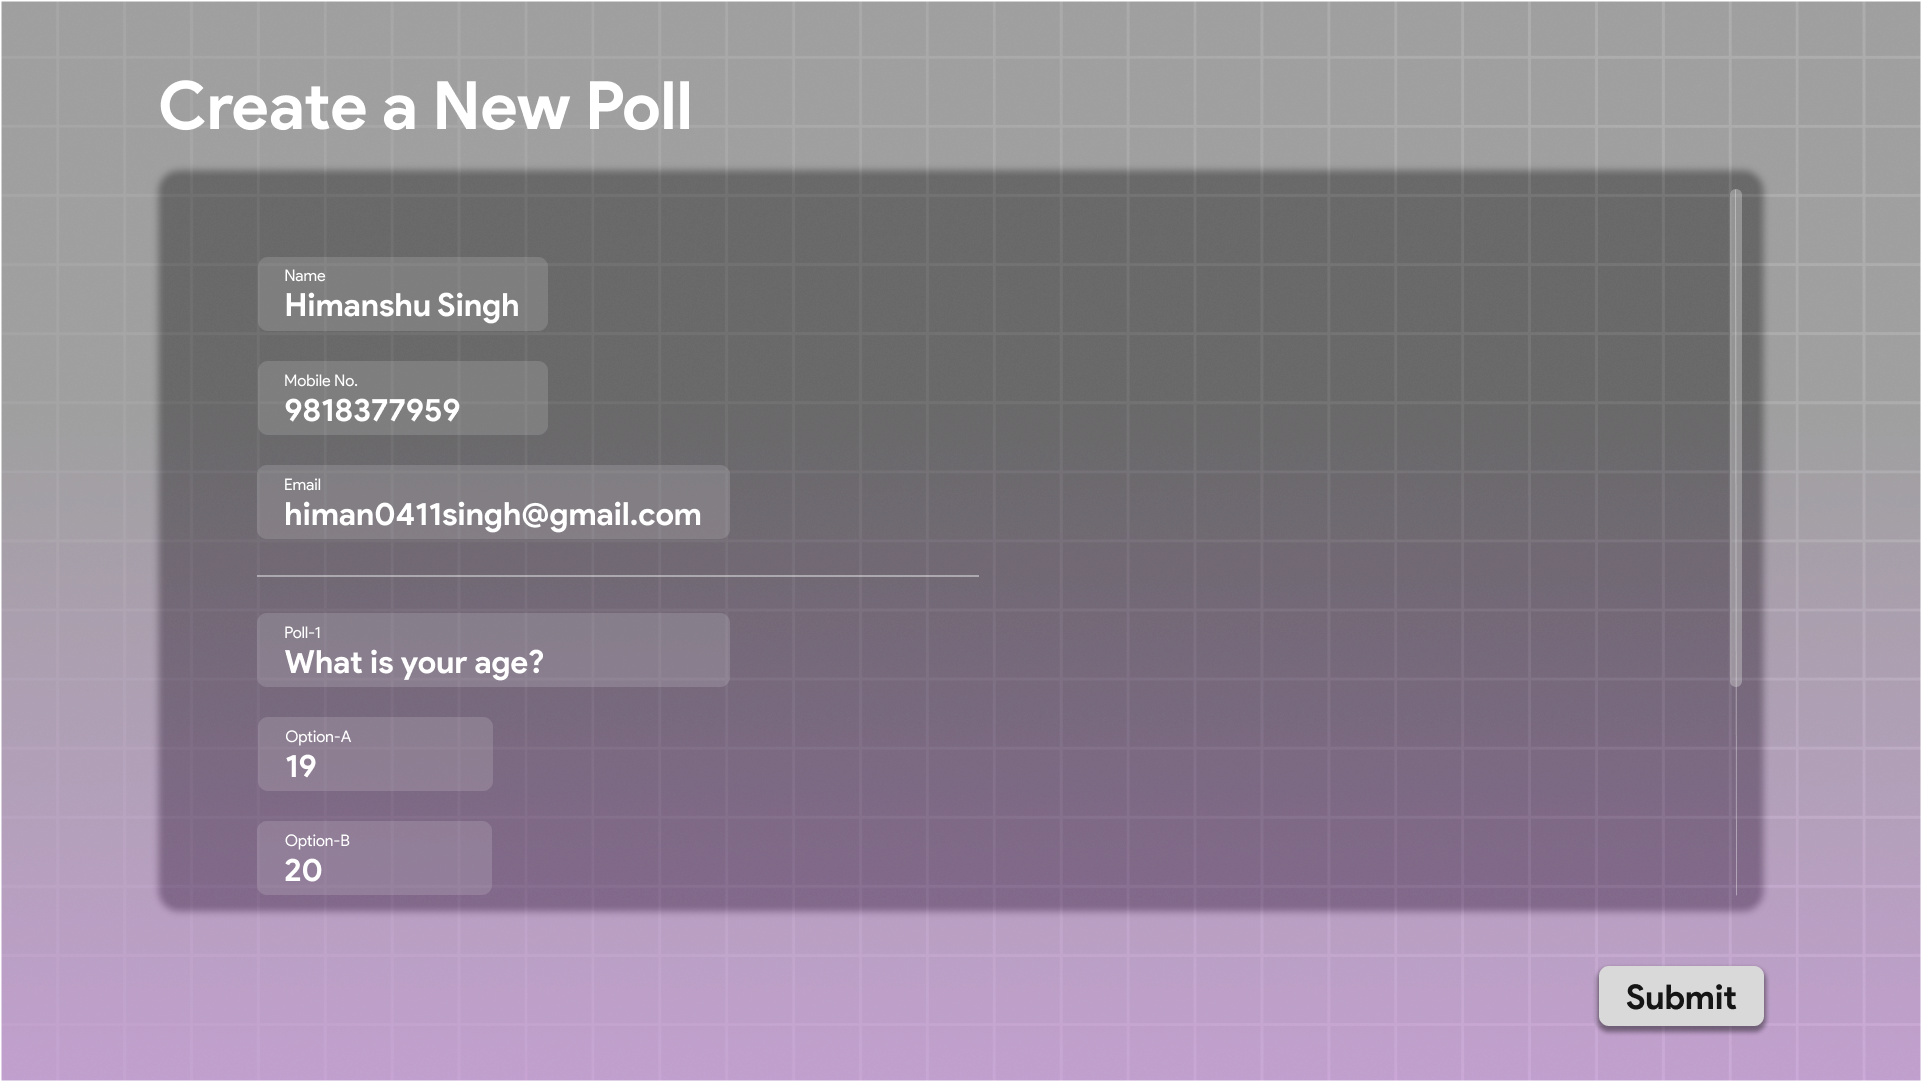 Create a New Poll
Name
Himanshu Singh
Mobile No.
9818377959
Email
himan0411singh@gmail.com
Poll-1
What is your age?
Option-A
19
Option-B
20
Submit